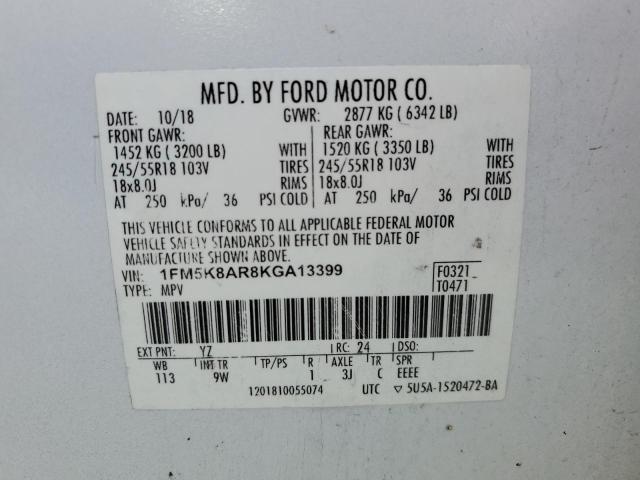 MFD. BY FORD MOTOR CO.
DATE: 10/18 GVWR: 2877 KG ( 6342 LB)
FRONT GAWR: REAR GAWR:
1452 KG ( 3200 LB) WITH 1520 KG ( 3350 LB) WITH
245/55R18 103V TIRES 245/55R18 103V TIRES
18x8.0J RIMS 18x8.0J RIMS
AT 250 kPa/ 36 PSI COLD AT 250 kPa/ 36 PSI COLD
THIS VEHICLE CONFORMS TO ALL APPLICABLE FEDERAL MOTOR
VEHICLE SAFETY STANDARDS IN EFFECT ON THE DATE OF
MANUFACTURE SHOWN ABOVE.
VIN: 1FM5K8AR8KGA13399 F0321
TYPE: MPV T0471
EXT PNT: YZ RC: 24 DSO:
WB INT TR TP/PS R AXLE TR SPR
113 9W 1 3J C EEEE
1201810055074 UTC ▽ 5U5A-1520472-BA